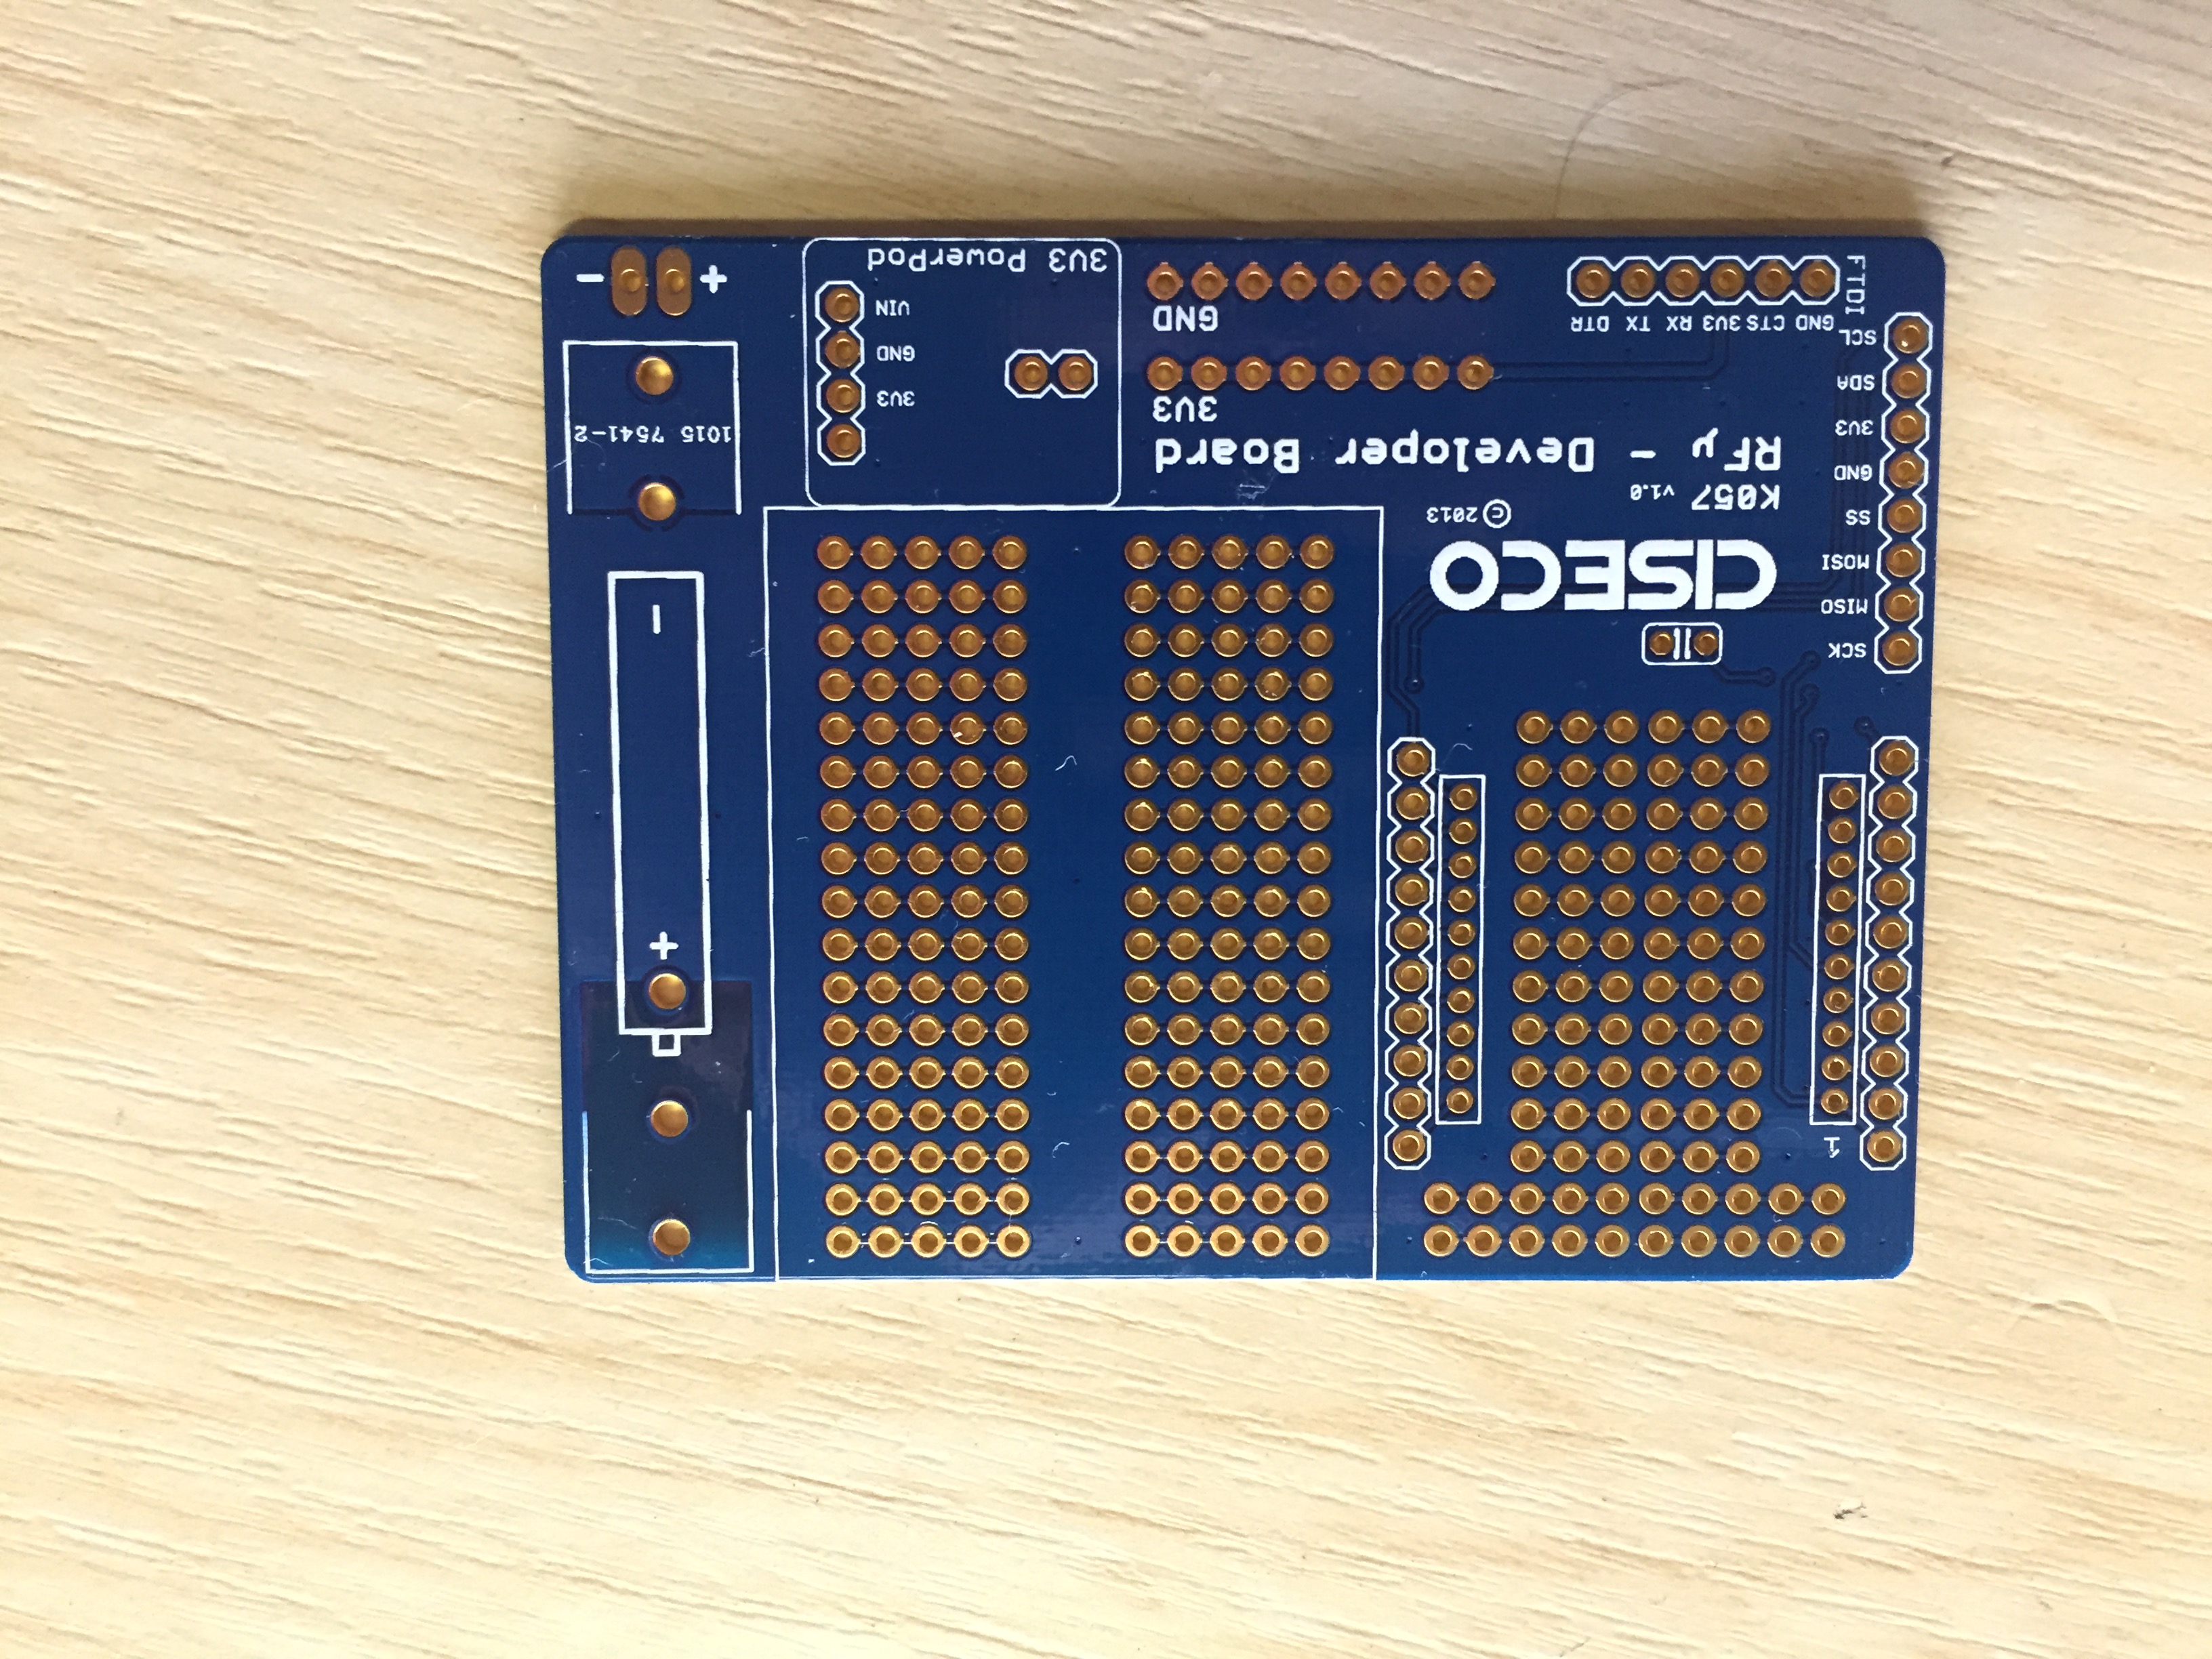 CISECO
© 2013
K057 v1.0
RFµ - Developer Board
3V3
GND
FTDI
GND CTS 3V3 RX TX DTR
SCL
SDA
3V3
GND
SS
MOSI
MISO
SCK
1
3V3 PowerPod
3V3
GND
VIN
+ -
1015 7541-2
-
+